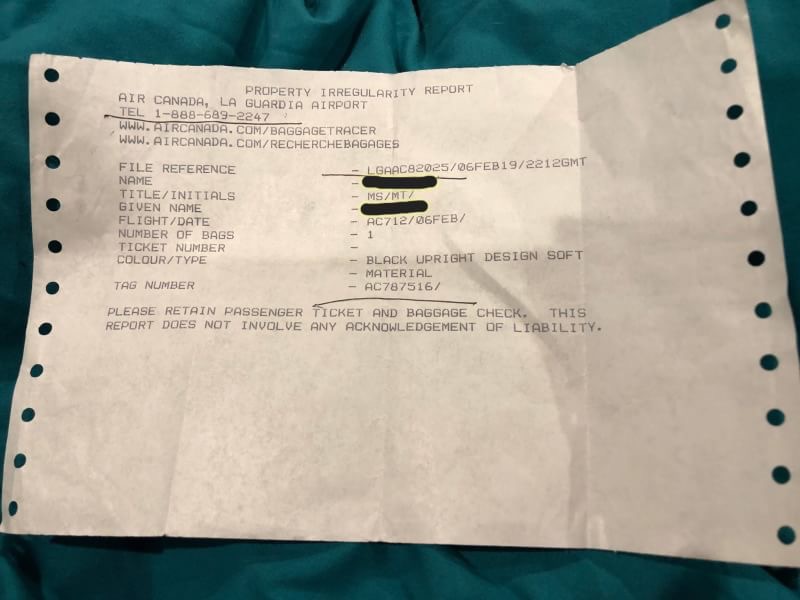 PROPERTY IRREGULARITY REPORT
AIR CANADA, LA GUARDIA AIRPORT
TEL 1-888-689-2247
WWW.AIRCANADA.COM/BAGGAGETRACER
WWW.AIRCANADA.COM/RECHERCHEBAGAGES
FILE REFERENCE - LGAAC82025/06FEB19/2212GMT
NAME -
TITLE/INITIALS - MS/MT/
GIVEN NAME -
FLIGHT/DATE - AC712/06FEB/
NUMBER OF BAGS - 1
TICKET NUMBER -
COLOUR/TYPE - BLACK UPRIGHT DESIGN SOFT
- MATERIAL
TAG NUMBER - AC787516/
PLEASE RETAIN PASSENGER TICKET AND BAGGAGE CHECK. THIS
REPORT DOES NOT INVOLVE ANY ACKNOWLEDGEMENT OF LIABILITY.